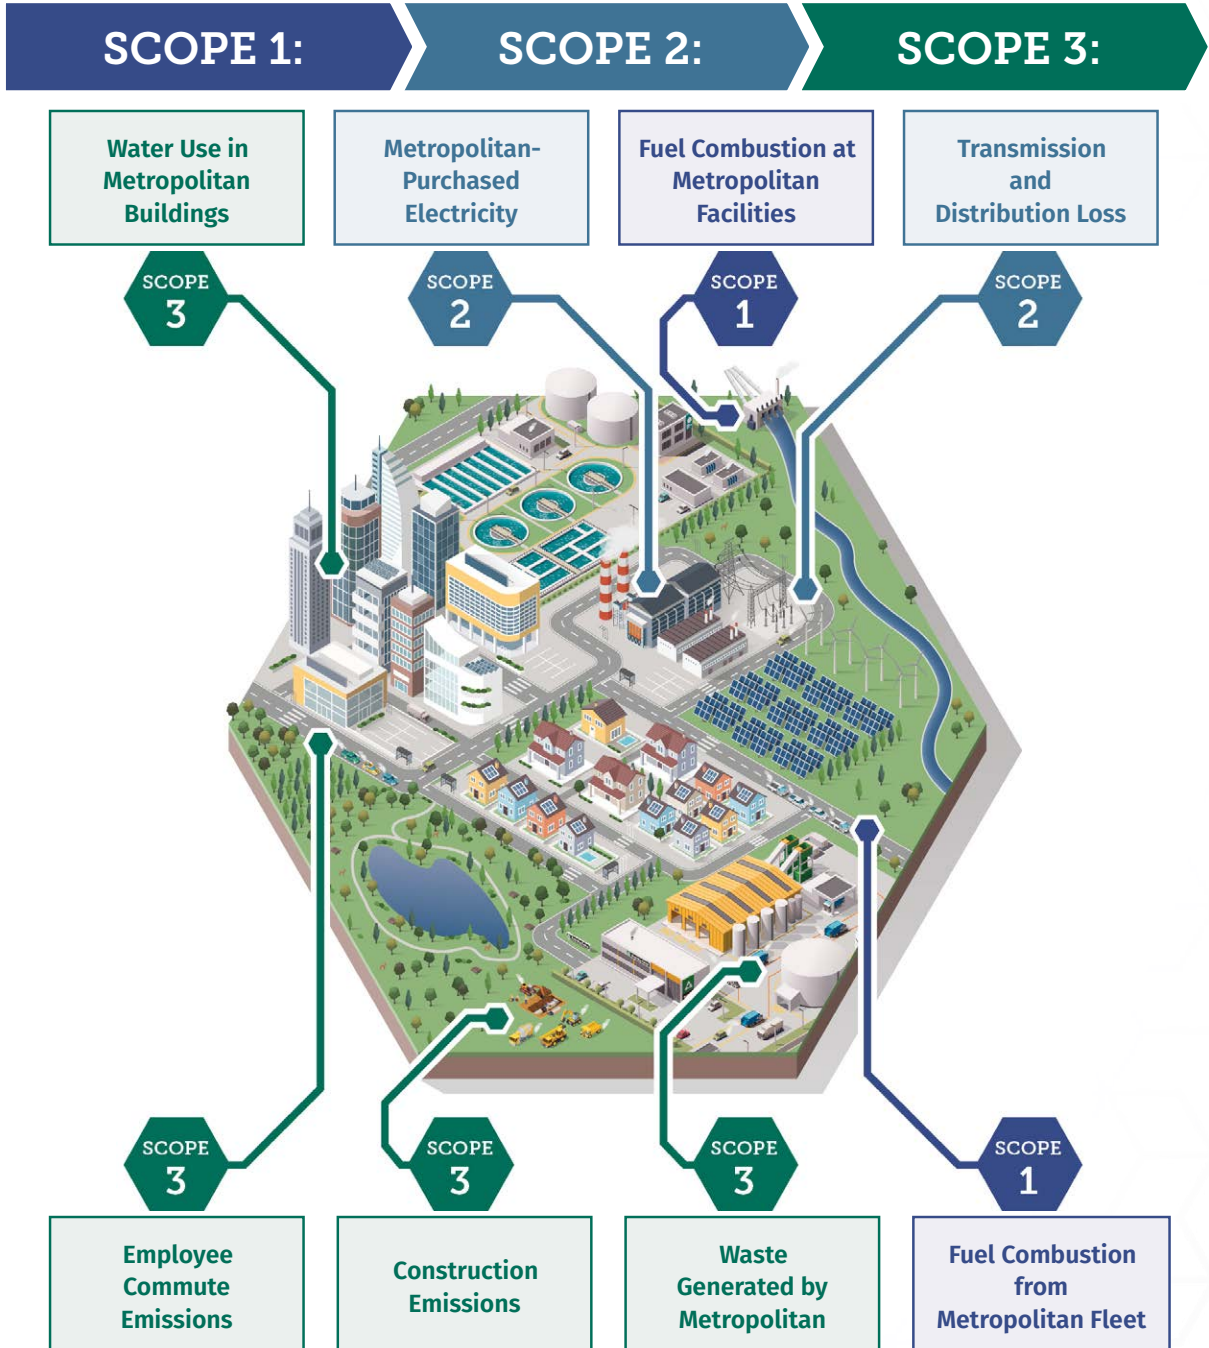 SCOPE 1:
SCOPE 2:
SCOPE 3:
Water Use in
Metropolitan
Buildings
Metropolitan-
Purchased
Electricity
Fuel Combustion at
Metropolitan
Facilities
Transmission
and
Distribution Loss
SCOPE
3
SCOPE
2
SCOPE
1
SCOPE
2
SCOPE
3
SCOPE
3
SCOPE
3
SCOPE
1
Employee
Commute
Emissions
Construction
Emissions
Waste
Generated by
Metropolitan
Fuel Combustion
from
Metropolitan Fleet